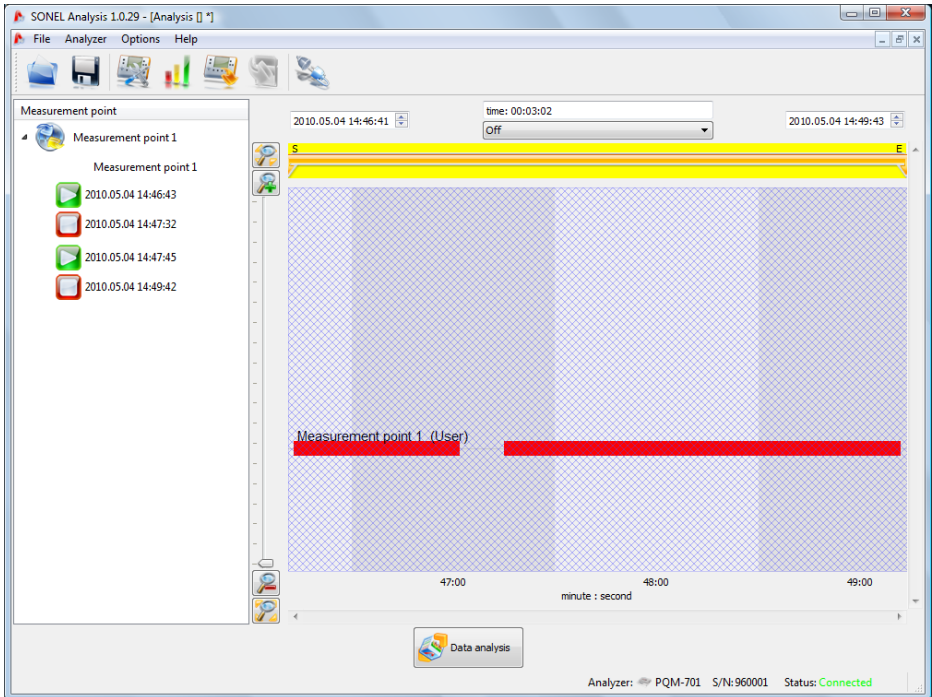 SONEL Analysis 1.0.29 - [Analysis [] *]
File Analyzer Options Help
Measurement point
Measurement point 1
Measurement point 1
2010.05.04 14:46:43
2010.05.04 14:47:32
2010.05.04 14:47:45
2010.05.04 14:49:42
2010.05.04 14:46:41
time: 00:03:02
Off
2010.05.04 14:49:43
S E
Measurement point 1 (User)
47:00 48:00 49:00
minute : second
Data analysis
Analyzer: PQM-701 S/N: 960001 Status: Connected